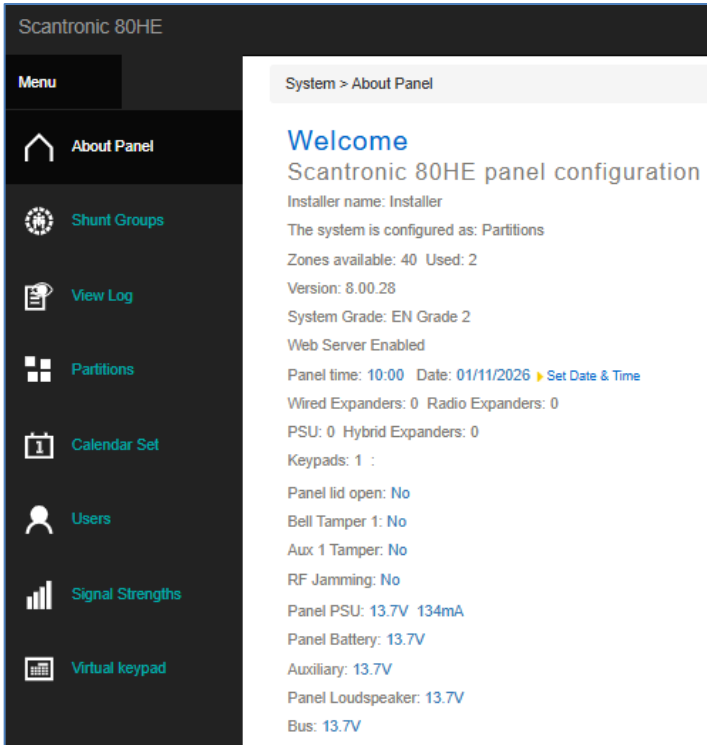 Scantronic 80HE
Menu
System > About Panel
About Panel
Shunt Groups
View Log
Partitions
1
Calendar Set
Users
Signal Strengths
Virtual keypad
Welcome
Scantronic 80HE panel configuration
Installer name: Installer
The system is configured as: Partitions
Zones available: 40 Used: 2
Version: 8.00.28
System Grade: EN Grade 2
Web Server Enabled
Panel time: 10:00 Date: 01/11/2026 Set Date & Time
Wired Expanders: 0 Radio Expanders: 0
PSU: 0 Hybrid Expanders: 0
Keypads: 1 :
Panel lid open: No
Bell Tamper 1: No
Aux 1 Tamper: No
RF Jamming: No
Panel PSU: 13.7V 134mA
Panel Battery: 13.7V
Auxiliary: 13.7V
Panel Loudspeaker: 13.7V
Bus: 13.7V